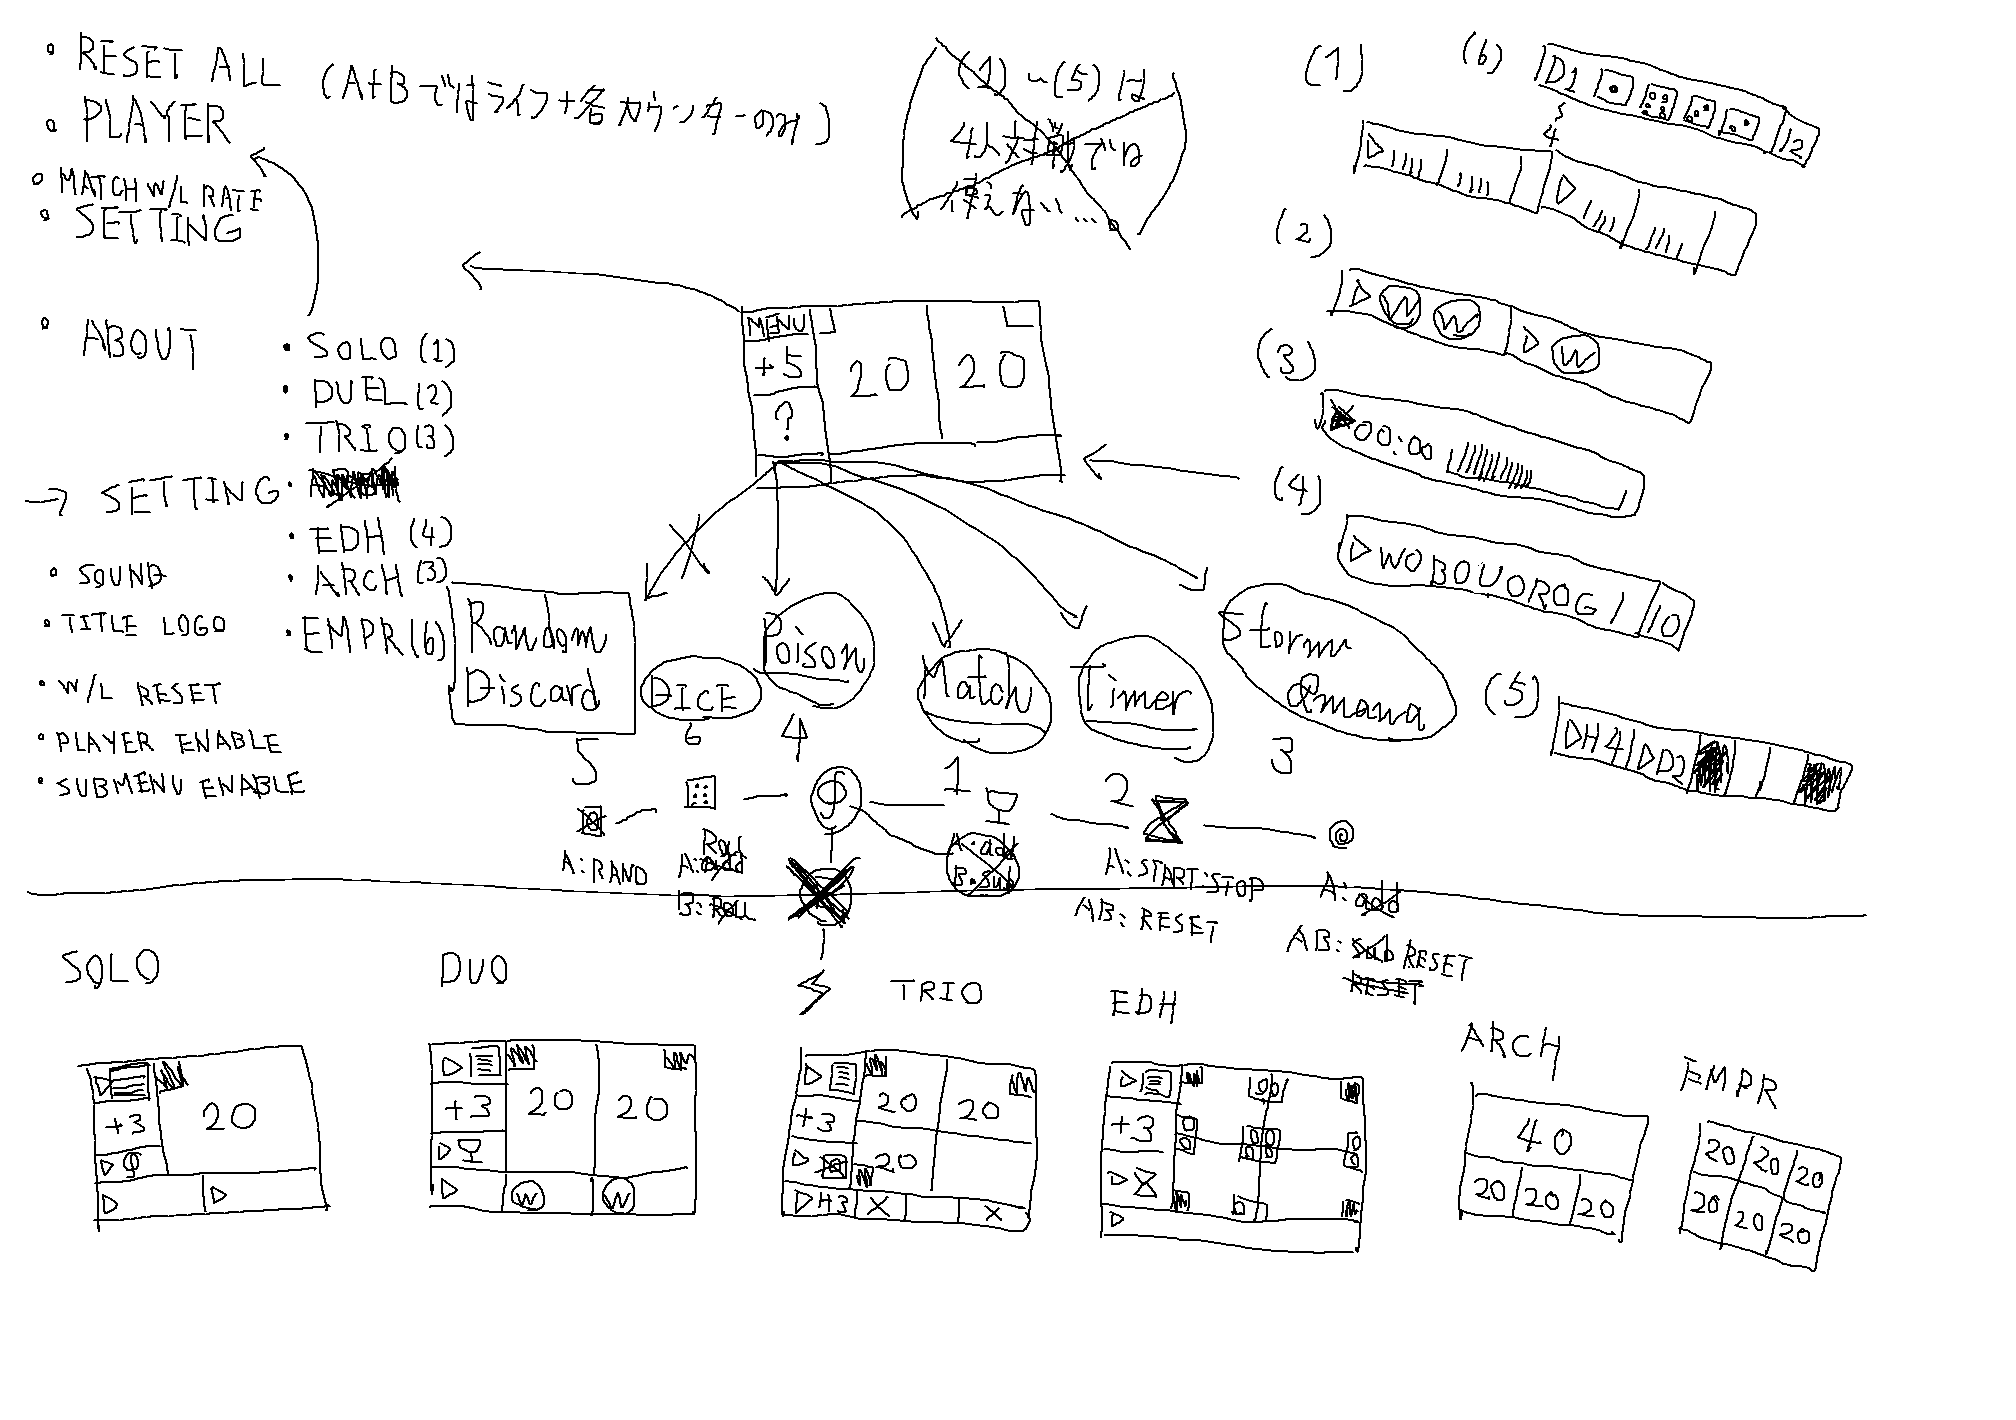 • RESET ALL
(A+Bではライフ+各カウンターのみ)
• PLAYER
• MATCH W/L RATE
• SETTING
• ABOUT
• SOLO (1)
• DUEL (2)
• TRIO (3)
• EDH (4)
• ARCH (3)
• EMPR (6)
→ SETTING
• SOUND
• TITLE LOGO
• W/L RESET
• PLAYER ENABLE
• SUBMENU ENABLE
(1)~(5)は
4人対戦では
使えない...。
MENU
+5
?
20 20
(1)
(6)
D1 12
4
(2)
W W W
(3)
00:00
(4)
W0B0U0R0G1 10
(5)
H4 D2
Random
Discard
5
DICE
6
Poison
4
Match
1
Timer
2
Storm
&mana
3
A: RAND
Roll
A: add
B: Roll
A: add
B: sub
A: START:STOP
AB: RESET
A: add
AB: sub RESET
RESET
SOLO
+3
20
DUO
+3
20 20
W W
TRIO
+3
20 20
20
H3 X X
EDH
+3
ARCH
40
20 20 20
EMPR
20 20 20
20 20 20